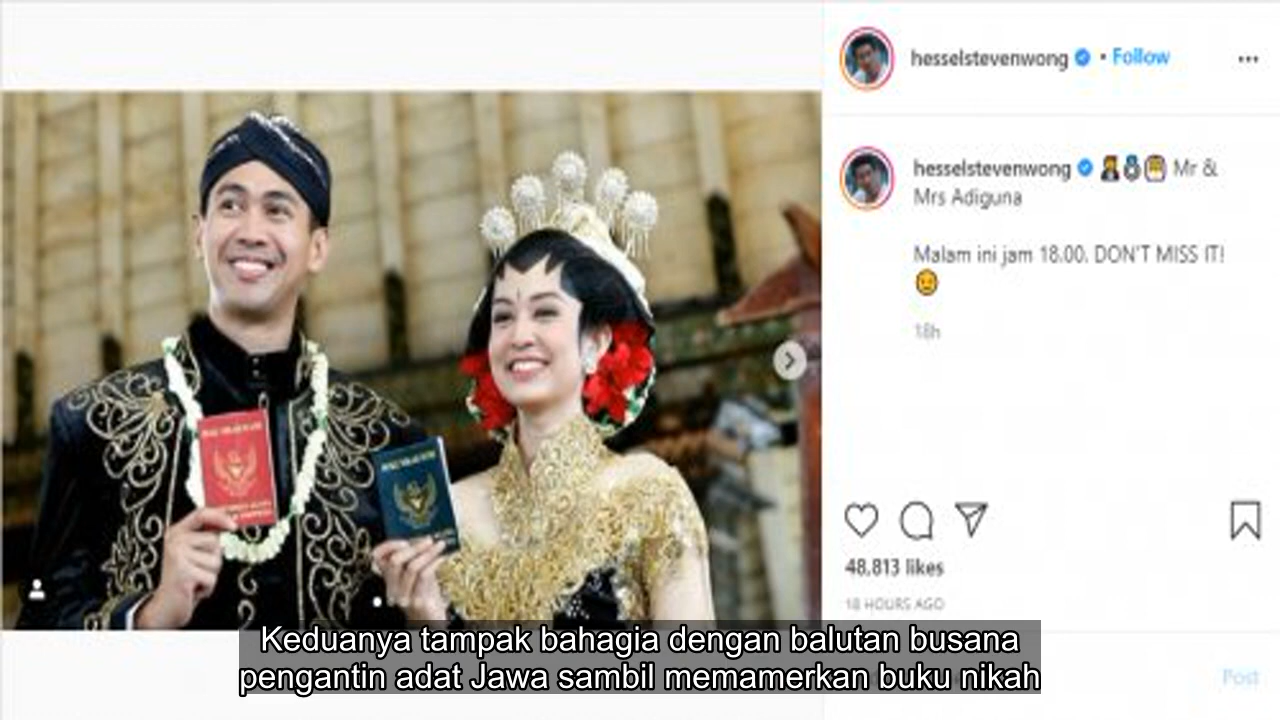 hesselstevenwong • Follow
hesselstevenwong Mr &
Mrs Adiguna
Malam ini jam 18.00. DON'T MISS IT!
18h
48,813 likes
18 HOURS AGO
Keduanya tampak bahagia dengan balutan busana
pengantin adat Jawa sambil memamerkan buku nikah
Post